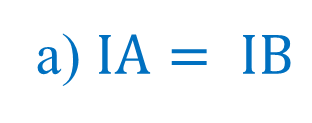 a) IA = IB